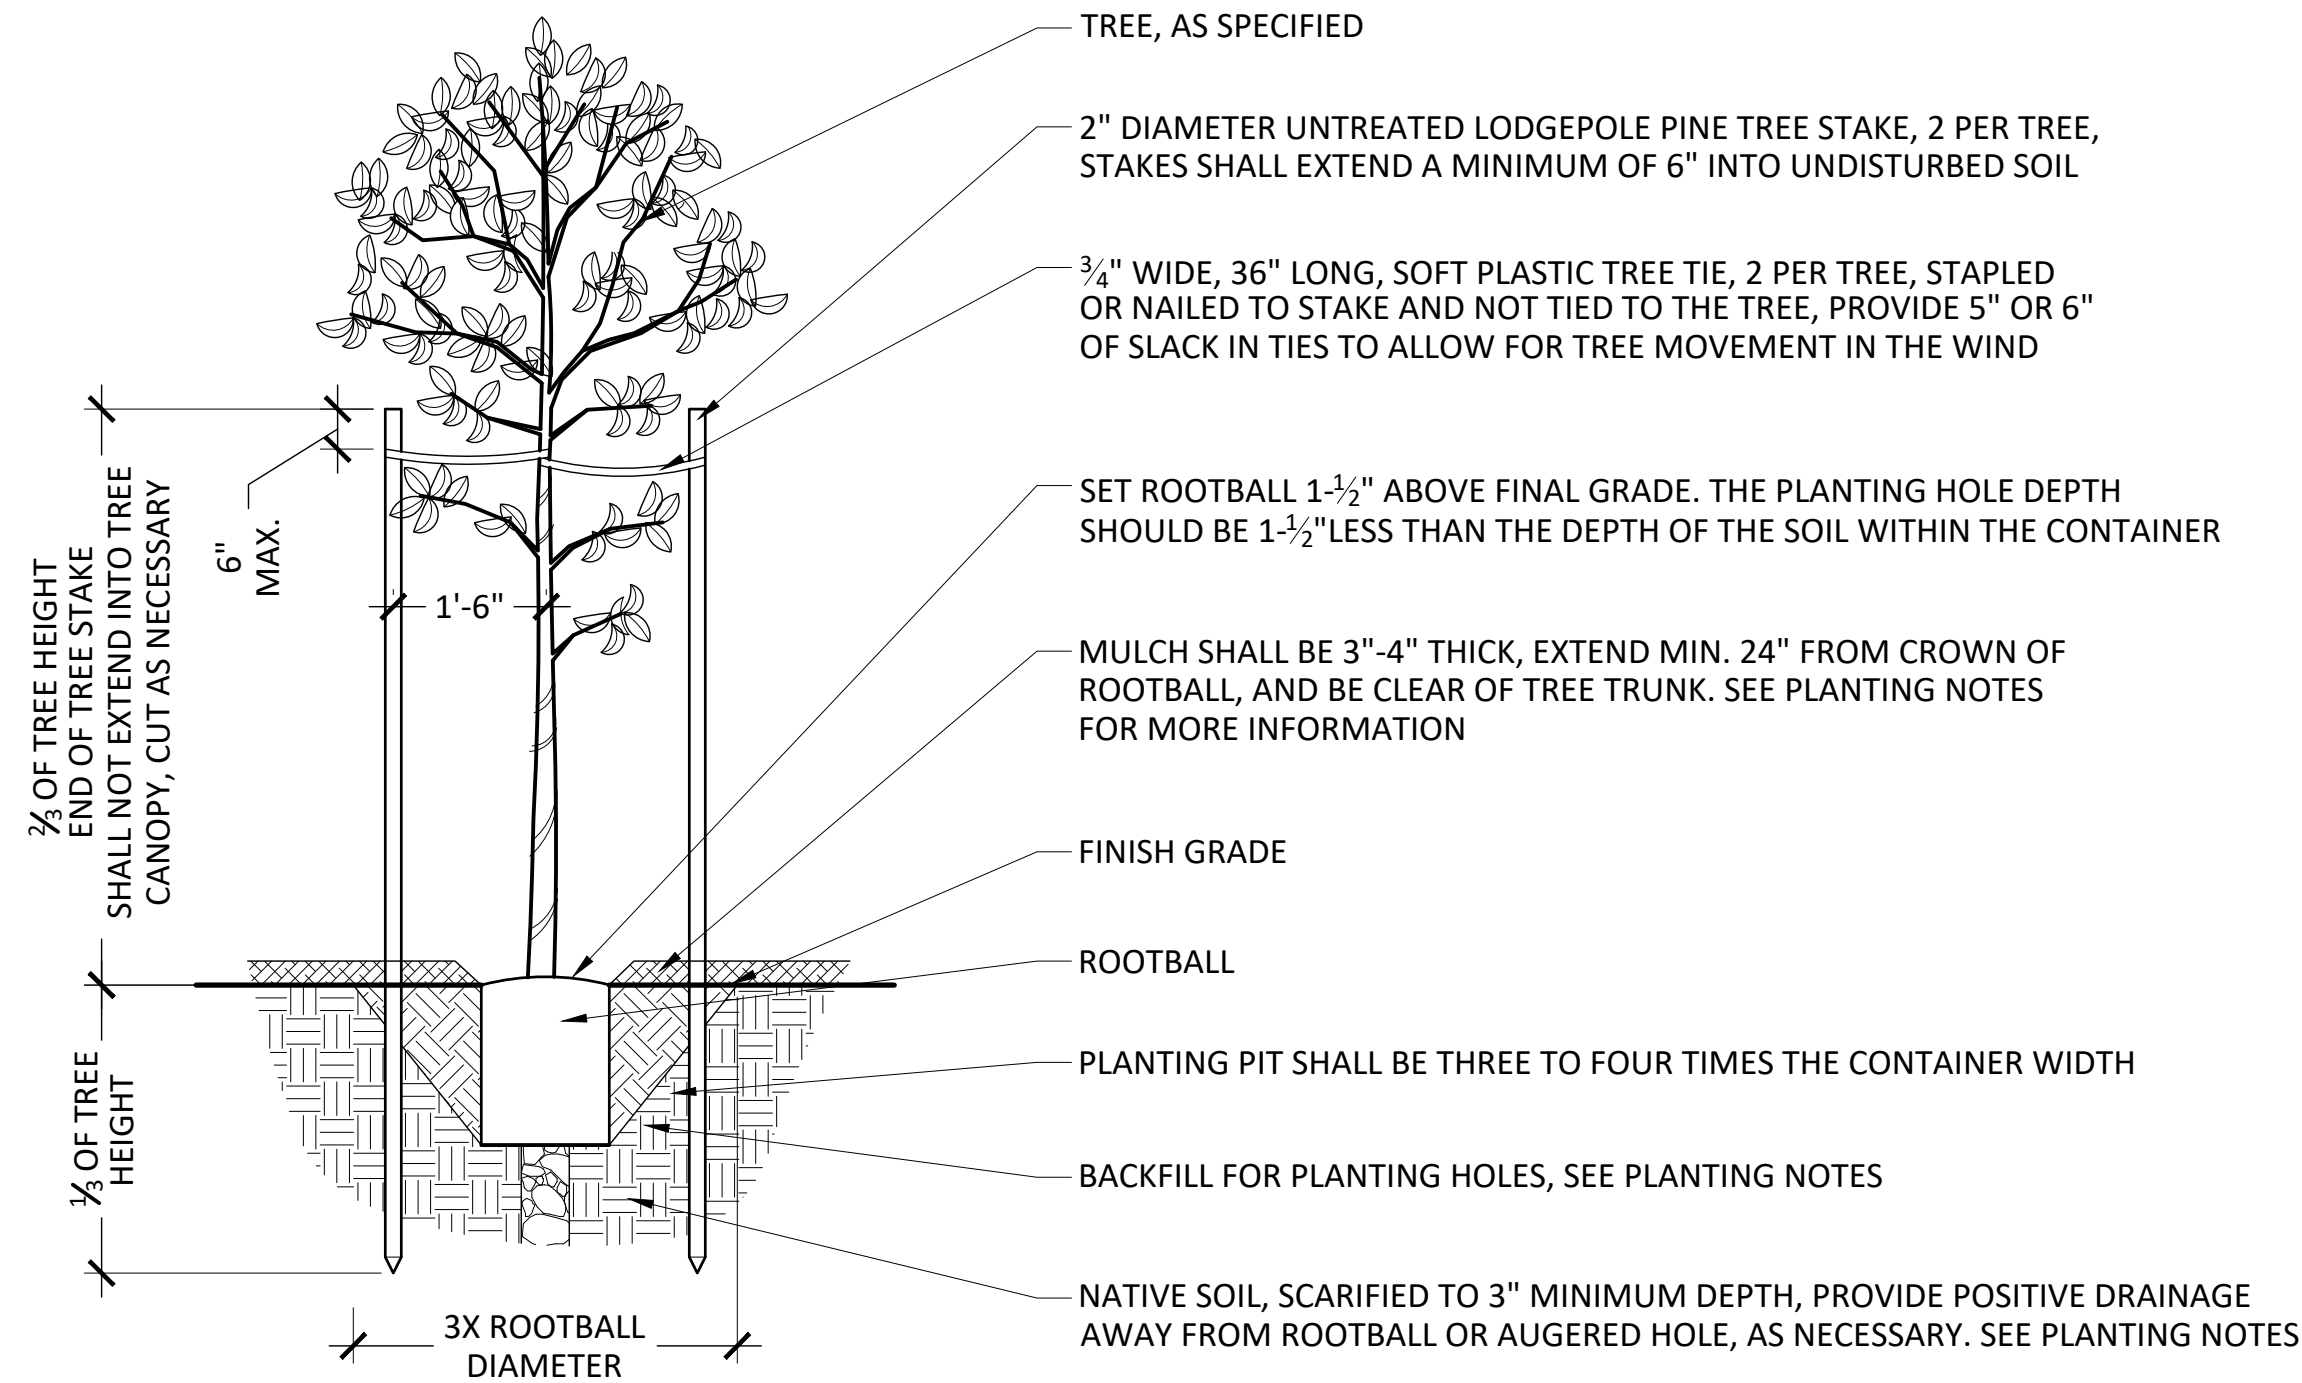 TREE, AS SPECIFIED
2" DIAMETER UNTREATED LODGEPOLE PINE TREE STAKE, 2 PER TREE,
STAKES SHALL EXTEND A MINIMUM OF 6" INTO UNDISTURBED SOIL
3/4" WIDE, 36" LONG, SOFT PLASTIC TREE TIE, 2 PER TREE, STAPLED
OR NAILED TO STAKE AND NOT TIED TO THE TREE, PROVIDE 5" OR 6"
OF SLACK IN TIES TO ALLOW FOR TREE MOVEMENT IN THE WIND
SET ROOTBALL 1-1/2" ABOVE FINAL GRADE. THE PLANTING HOLE DEPTH
SHOULD BE 1-1/2"LESS THAN THE DEPTH OF THE SOIL WITHIN THE CONTAINER
MULCH SHALL BE 3"-4" THICK, EXTEND MIN. 24" FROM CROWN OF
ROOTBALL, AND BE CLEAR OF TREE TRUNK. SEE PLANTING NOTES
FOR MORE INFORMATION
FINISH GRADE
ROOTBALL
PLANTING PIT SHALL BE THREE TO FOUR TIMES THE CONTAINER WIDTH
BACKFILL FOR PLANTING HOLES, SEE PLANTING NOTES
NATIVE SOIL, SCARIFIED TO 3" MINIMUM DEPTH, PROVIDE POSITIVE DRAINAGE
AWAY FROM ROOTBALL OR AUGERED HOLE, AS NECESSARY. SEE PLANTING NOTES
2/3 OF TREE HEIGHT
END OF TREE STAKE
SHALL NOT EXTEND INTO TREE
CANOPY, CUT AS NECESSARY
6"
MAX.
1'-6"
1/3 OF TREE
HEIGHT
3X ROOTBALL
DIAMETER